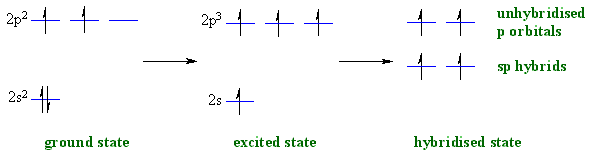 2p² 2p³ unhybridised
p orbitals
sp hybrids
2s² 2s
ground state excited state hybridised state